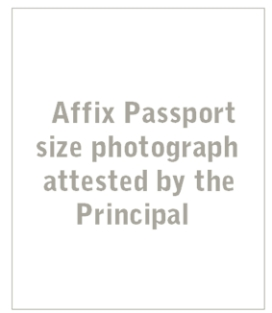 Affix Passport
size photograph
attested by the
Principal